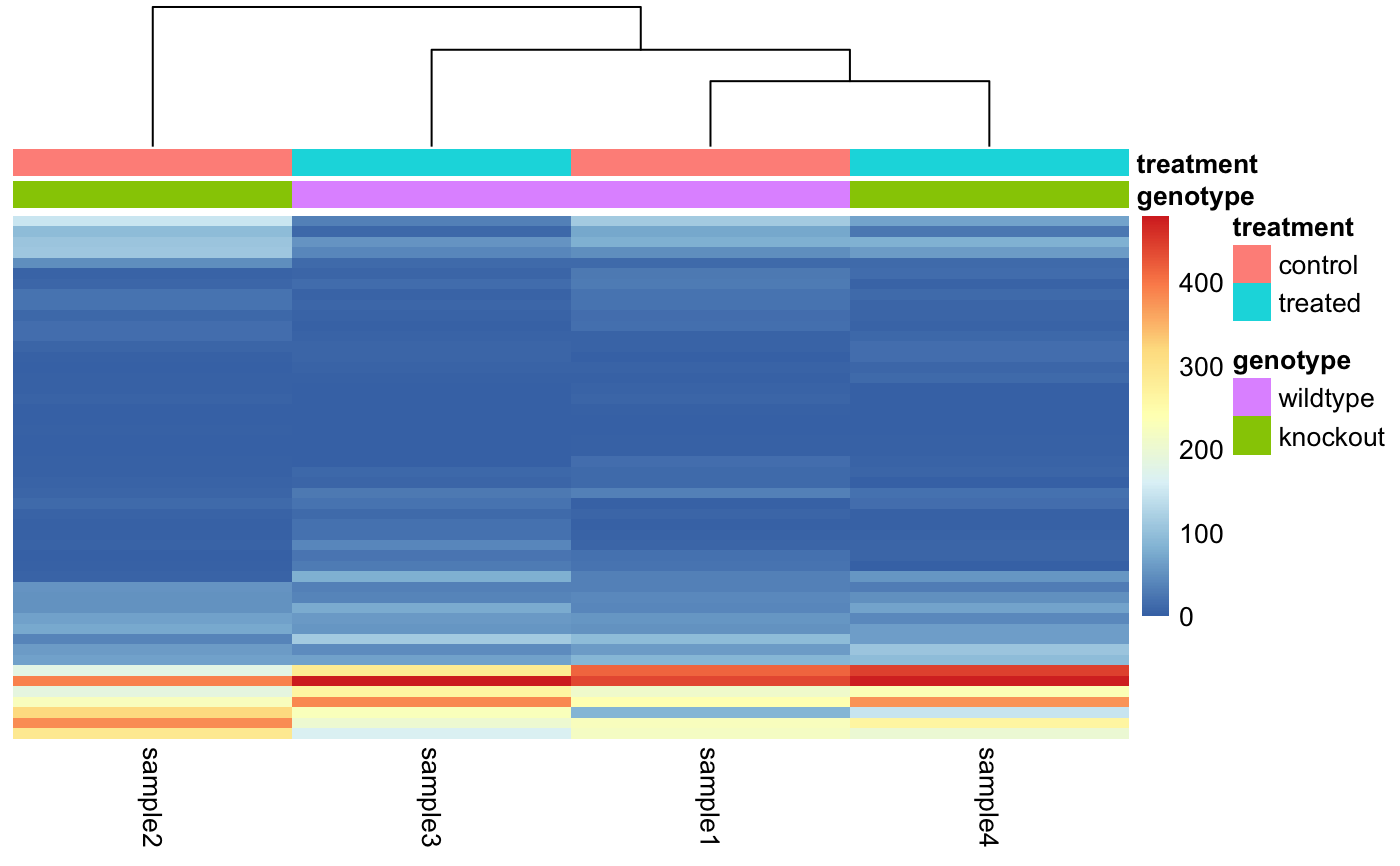 treatment
genotype
treatment
control
treated
genotype
wildtype
knockout
400
300
200
100
0
sample2
sample3
sample1
sample4